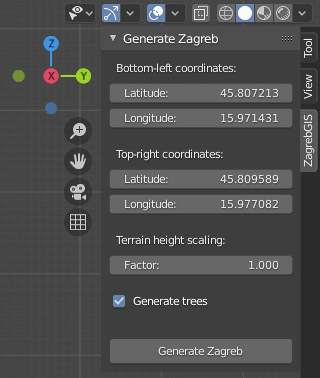 Z
X
Y
Generate Zagreb
Bottom-left coordinates:
Latitude: 45.807213
Longitude: 15.971431
Top-right coordinates:
Latitude: 45.809589
Longitude: 15.977082
Terrain height scaling:
Factor: 1.000
Generate trees
Generate Zagreb
Tool
View
ZagrebGIS